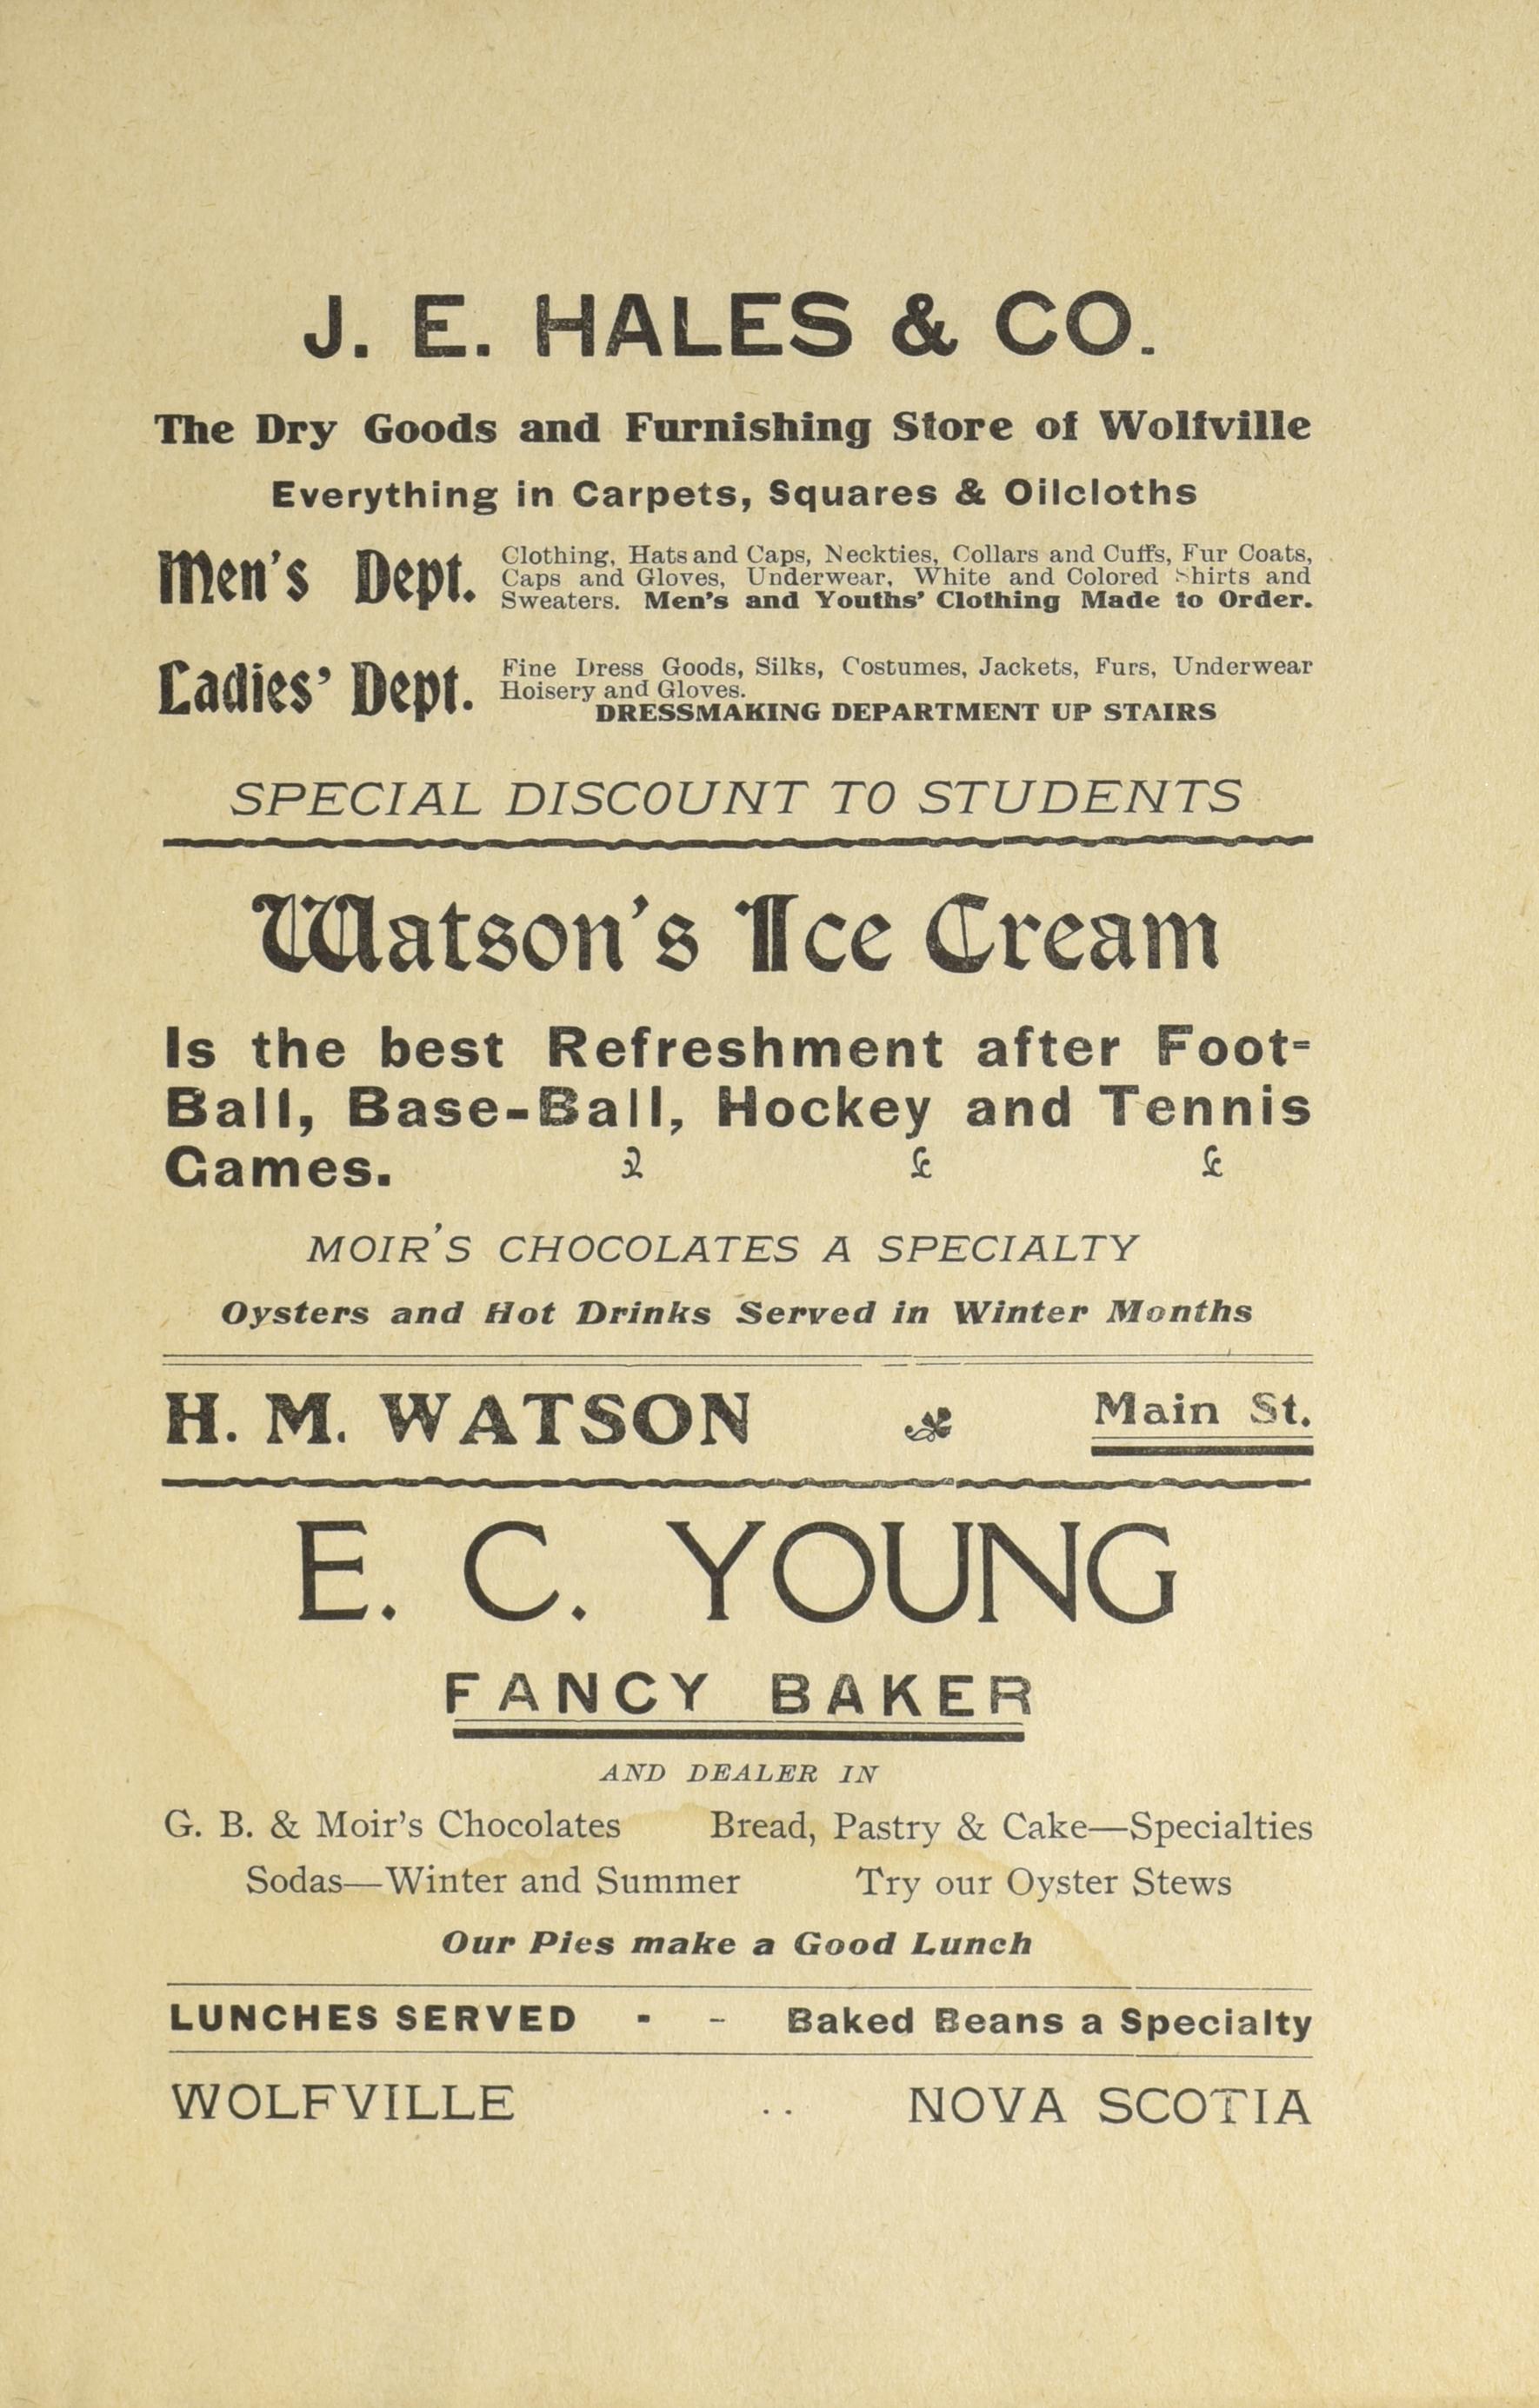 J. E. HALES & CO.
The Dry Goods and Furnishing Store of Wolfville
Everything in Carpets, Squares & Oilcloths
Men's Dept.
Clothing, Hats and Caps, Neckties, Collars and Cuffs, Fur Coats,
Caps and Gloves, Underwear, White and Colored Shirts and
Sweaters. Men's and Youths' Clothing Made to Order.
Ladies' Dept.
Fine Dress Goods, Silks, Costumes, Jackets, Furs, Underwear
Hoisery and Gloves.
DRESSMAKING DEPARTMENT UP STAIRS
SPECIAL DISCOUNT TO STUDENTS
Watson's Ice Cream
Is the best Refreshment after Foot-
Ball, Base-Ball, Hockey and Tennis
Games.
MOIR'S CHOCOLATES A SPECIALTY
Oysters and Hot Drinks Served in Winter Months
H. M. WATSON Main St.
E. C. YOUNG
FANCY BAKER
AND DEALER IN
G. B. & Moir's Chocolates Bread, Pastry & Cake—Specialties
Sodas—Winter and Summer Try our Oyster Stews
Our Pies make a Good Lunch
LUNCHES SERVED - - Baked Beans a Specialty
WOLFVILLE .. NOVA SCOTIA